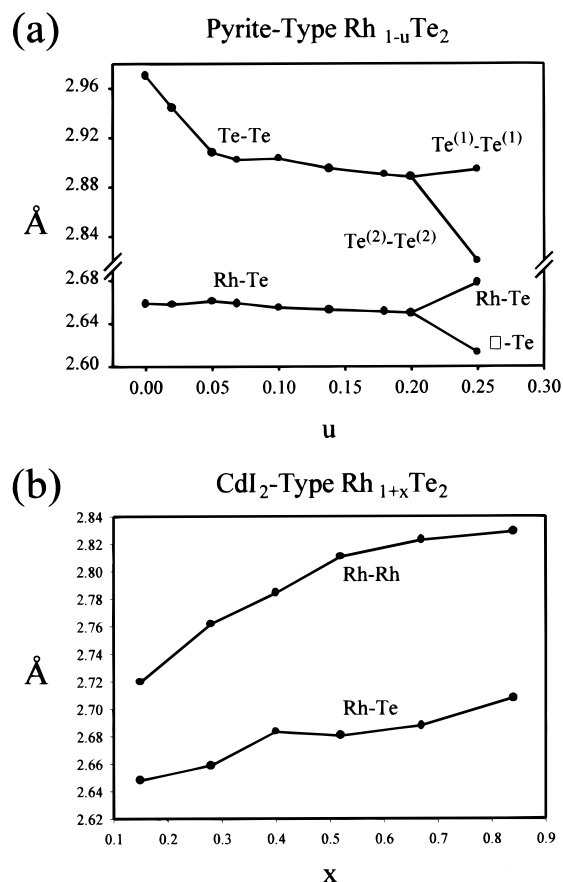 (a) Pyrite-Type Rh 1-uTe2
2.96
2.92
2.88
2.84
2.68
2.64
2.60
Å
Te-Te
Te(1)-Te(1)
Te(2)-Te(2)
Rh-Te
Rh-Te
□-Te
0.00 0.05 0.10 0.15 0.20 0.25 0.30
u
(b) CdI2-Type Rh 1+xTe2
2.84
2.82
2.80
2.78
2.76
2.74
2.72
2.70
2.68
2.66
2.64
2.62
Å
Rh-Rh
Rh-Te
0.1 0.2 0.3 0.4 0.5 0.6 0.7 0.8 0.9
x